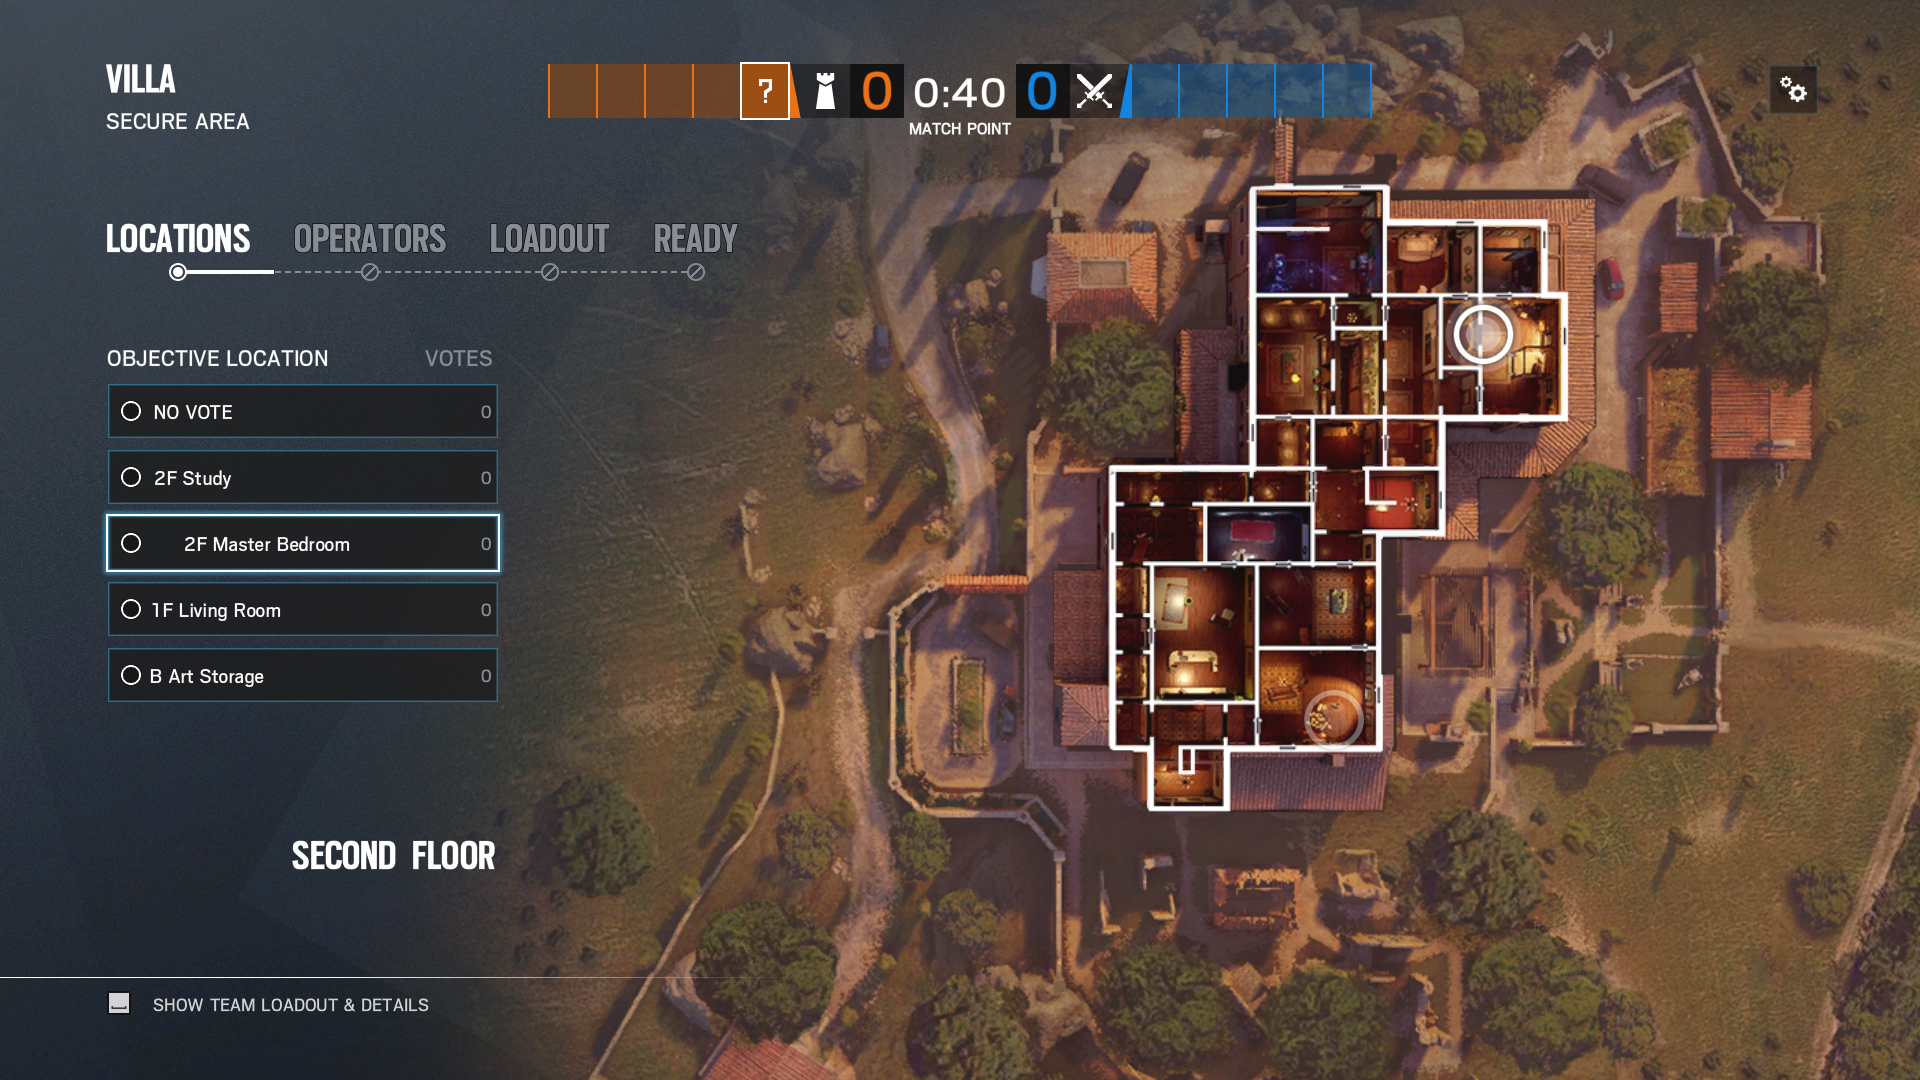 VILLA
SECURE AREA
?
0
0:40
0
MATCH POINT
LOCATIONS
OPERATORS
LOADOUT
READY
OBJECTIVE LOCATION
VOTES
NO VOTE 0
2F Study 0
2F Master Bedroom 0
1F Living Room 0
B Art Storage 0
SECOND FLOOR
SHOW TEAM LOADOUT & DETAILS